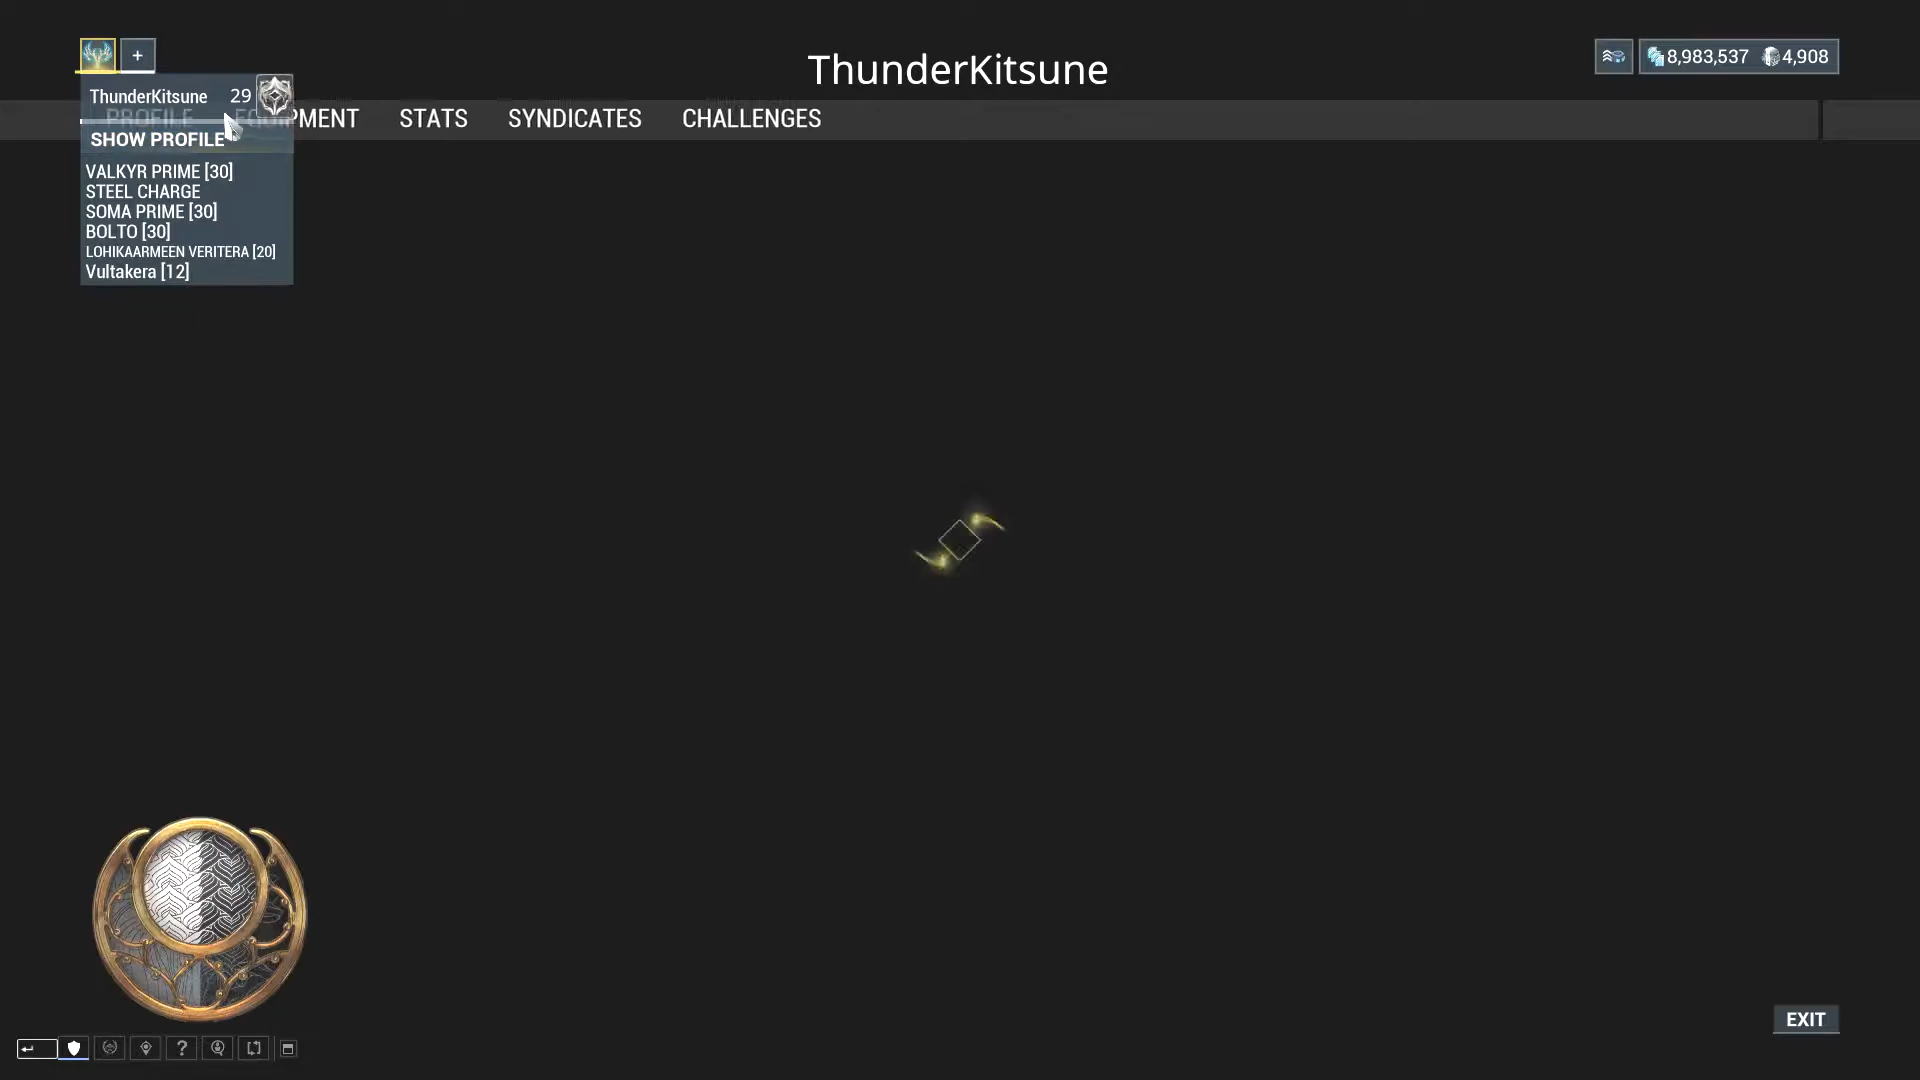 +
ThunderKitsune
8,983,537 4,908
ThunderKitsune 29
PROFILE EQUIPMENT STATS SYNDICATES CHALLENGES
SHOW PROFILE
VALKYR PRIME [30]
STEEL CHARGE
SOMA PRIME [30]
BOLTO [30]
LOHIKAARMEEN VERITERA [20]
Vultakera [12]
EXIT
?